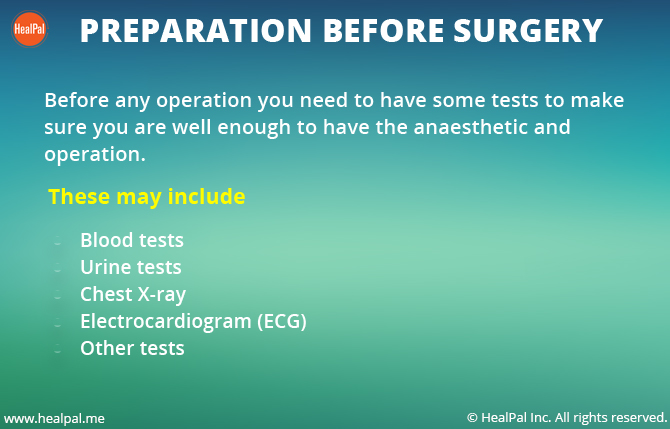 HealPal
PREPARATION BEFORE SURGERY
Before any operation you need to have some tests to make
sure you are well enough to have the anaesthetic and
operation.
These may include
Blood tests
Urine tests
Chest X-ray
Electrocardiogram (ECG)
Other tests
www.healpal.me
© HealPal Inc. All rights reserved.